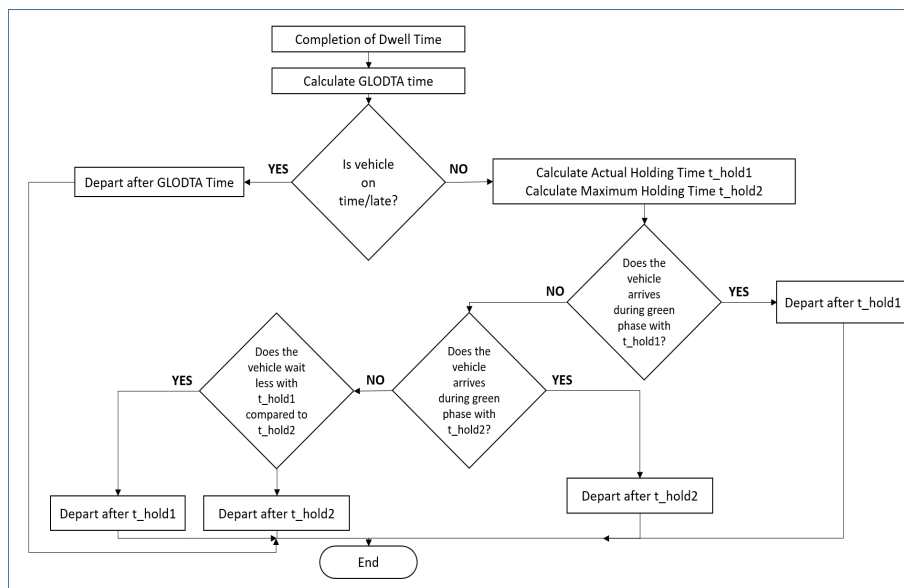 Completion of Dwell Time
Calculate GLODTA time
Is vehicle
on
time/late?
YES
NO
Depart after GLODTA Time
Calculate Actual Holding Time t_hold1
Calculate Maximum Holding Time t_hold2
Does the
vehicle
arrives
during green
phase with
t_hold1?
NO
YES
Depart after t_hold1
Does the
vehicle
arrives
during green
phase with
t_hold2?
NO
YES
Does the
vehicle wait
less with
t_hold1
compared to
t_hold2
YES
Depart after t_hold1
Depart after t_hold2
Depart after t_hold2
End